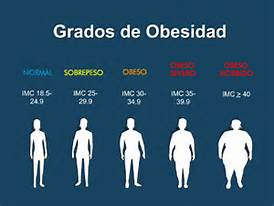 Grados de Obesidad
NORMAL
SOBREPESO
OBESO
OBESO
SEVERO
OBESO
MÓRBIDO
IMC 18.5-
24.9
IMC 25-
29.9
IMC 30-
34.9
IMC 35-
39.9
IMC ≥ 40